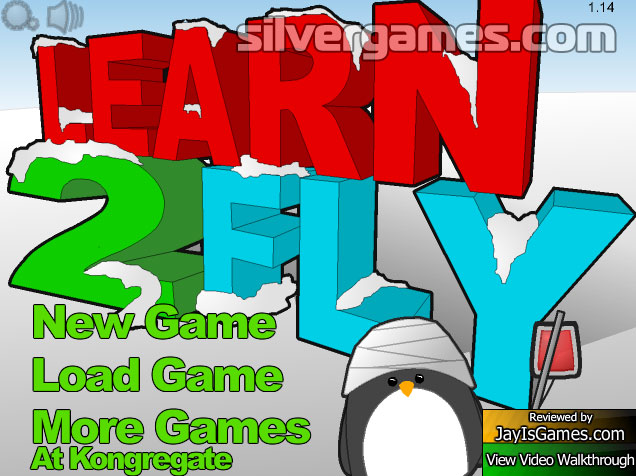 1.14
silvergames.com
LEARN
2 FLY
New Game
Load Game
More Games
At Kongregate
Reviewed by
JayIsGames.com
View Video Walkthrough